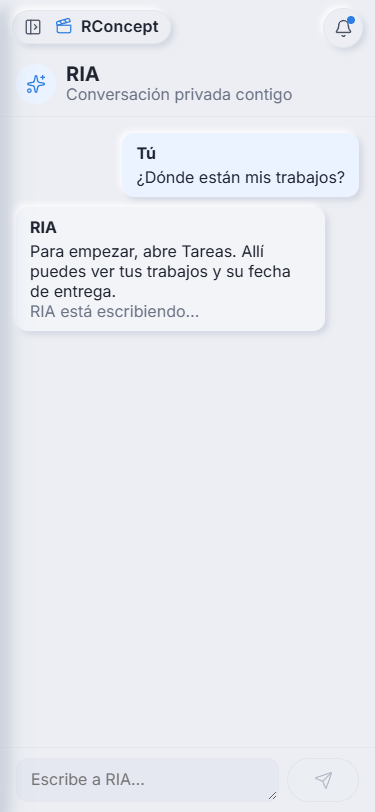 RConcept
RIA
Conversación privada contigo
Tú
¿Dónde están mis trabajos?
RIA
Para empezar, abre Tareas. Allí
puedes ver tus trabajos y su fecha
de entrega.
RIA está escribiendo...
Escribe a RIA...